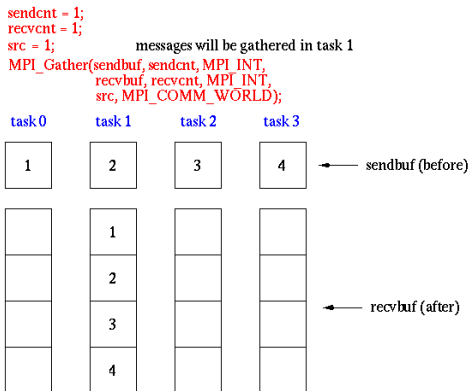 sendcnt = 1;
recvcnt = 1;
src = 1; messages will be gathered in task 1
MPI_Gather(sendbuf, sendcnt, MPI_INT,
recvbuf, recvcnt, MPI_INT,
src, MPI_COMM_WORLD);
task 0 task 1 task 2 task 3
1 2 3 4 sendbuf (before)
1
2
3
recvbuf (after)
4